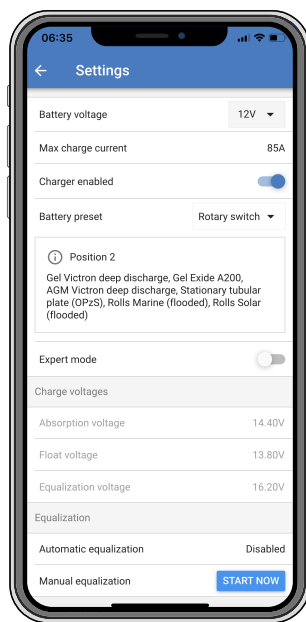 06:35
Settings
Battery voltage 12V
Max charge current 85A
Charger enabled
Battery preset Rotary switch
Position 2
Gel Victron deep discharge, Gel Exide A200,
AGM Victron deep discharge, Stationary tubular
plate (OPzS), Rolls Marine (flooded), Rolls Solar
(flooded)
Expert mode
Charge voltages
Absorption voltage 14.40V
Float voltage 13.80V
Equalization voltage 16.20V
Equalization
Automatic equalization Disabled
Manual equalization START NOW